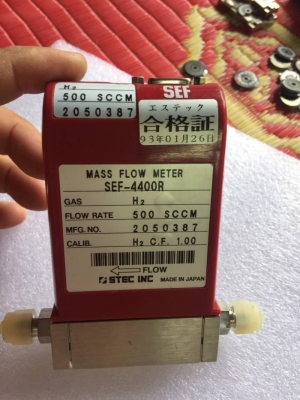 H₂
500 SCCM
2050387
SEF
エステック
合格証
93年01月26日
MASS FLOW METER
SEF-4400R
GAS H₂
FLOW RATE 500 SCCM
MFG. NO. 2050387
CALIB. H₂ C.F. 1.00
FLOW
STEC INC MADE IN JAPAN